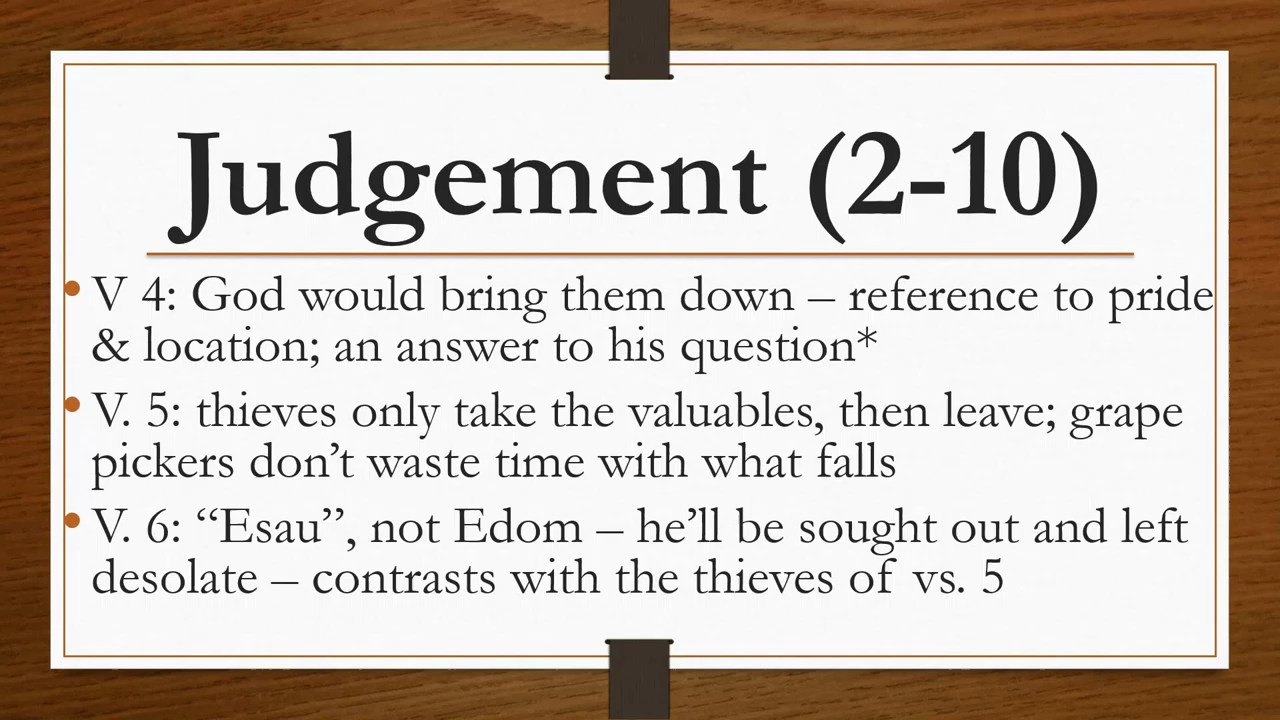 Judgement (2-10)
• V 4: God would bring them down – reference to pride
& location; an answer to his question*
• V. 5: thieves only take the valuables, then leave; grape
pickers don’t waste time with what falls
• V. 6: “Esau”, not Edom – he’ll be sought out and left
desolate – contrasts with the thieves of vs. 5